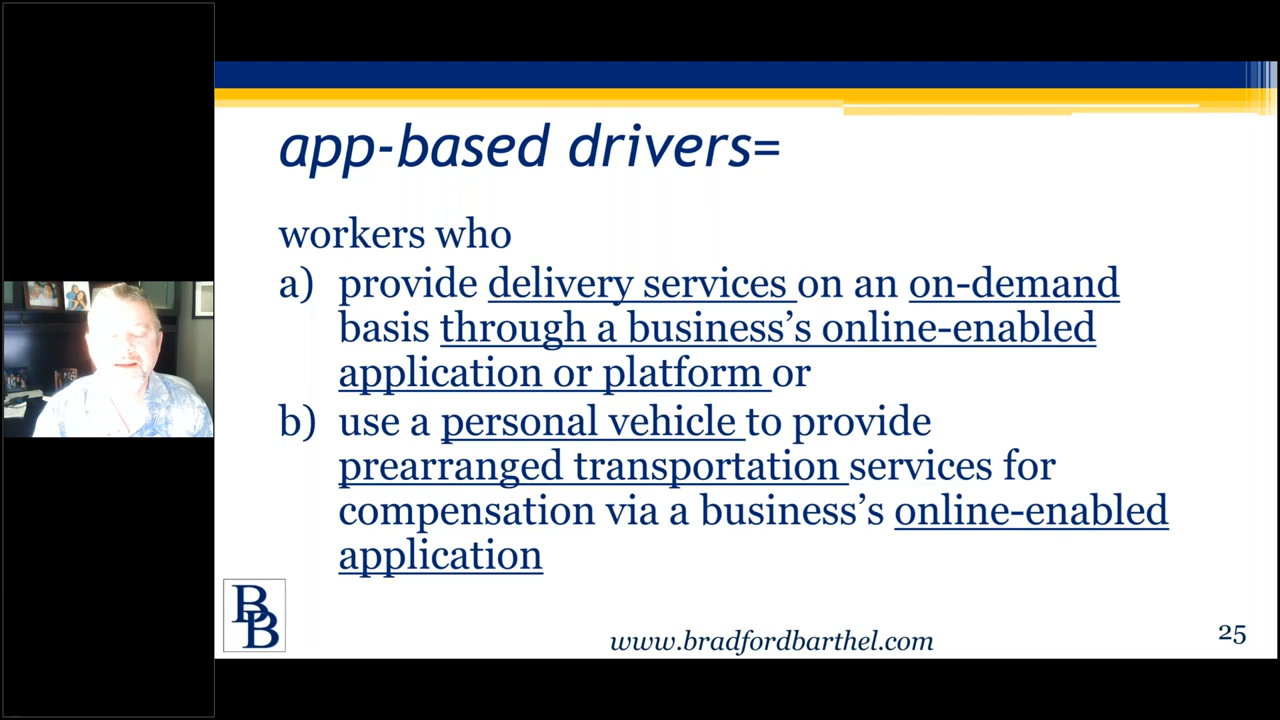 app-based drivers=
workers who
a) provide delivery services on an on-demand
basis through a business’s online-enabled
application or platform or
b) use a personal vehicle to provide
prearranged transportation services for
compensation via a business’s online-enabled
application
BB
www.bradfordbarthel.com
25